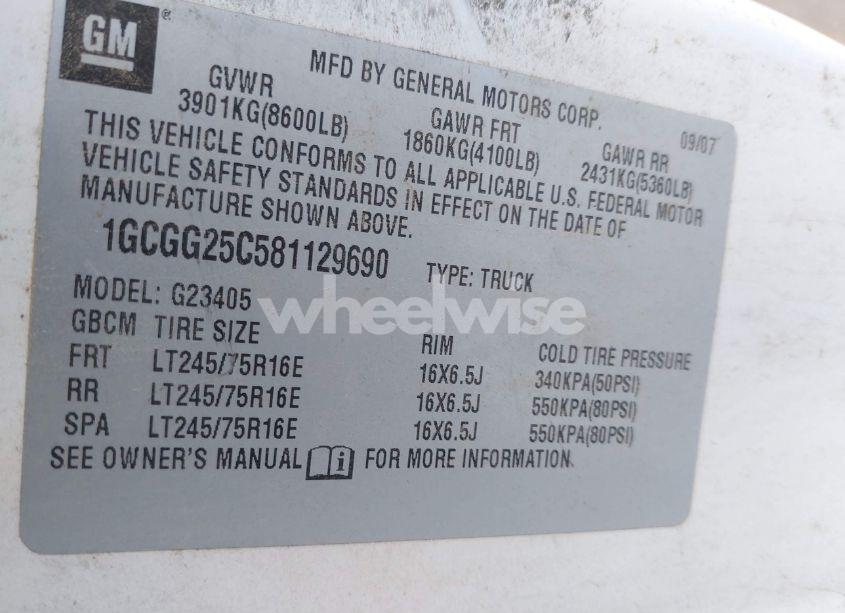 GM ®
MFD BY GENERAL MOTORS CORP. 09/07
GVWR GAWR FRT GAWR RR
3901KG(8600LB) 1860KG(4100LB) 2431KG(5360LB)
THIS VEHICLE CONFORMS TO ALL APPLICABLE U.S. FEDERAL MOTOR
VEHICLE SAFETY STANDARDS IN EFFECT ON THE DATE OF
MANUFACTURE SHOWN ABOVE.
1GCGG25C581129690 TYPE: TRUCK
MODEL: G23405
wheelwise
GBCM TIRE SIZE RIM COLD TIRE PRESSURE
FRT LT245/75R16E 16X6.5J 340KPA(50PSI)
RR LT245/75R16E 16X6.5J 550KPA(80PSI)
SPA LT245/75R16E 16X6.5J 550KPA(80PSI)
SEE OWNER'S MANUAL i FOR MORE INFORMATION.